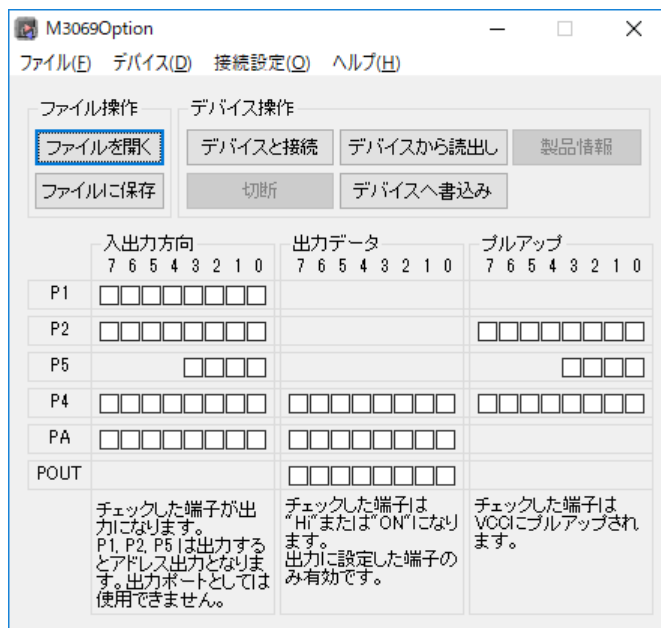 M3069Option
ファイル(F) デバイス(D) 接続設定(O) ヘルプ(H)
ファイル操作 デバイス操作
ファイルを開く デバイスと接続 デバイスから読出し 製品情報
ファイルに保存 切断 デバイスへ書込み
入出力方向 出力データ プルアップ
7 6 5 4 3 2 1 0 7 6 5 4 3 2 1 0 7 6 5 4 3 2 1 0
P1
P2
P5
P4
PA
POUT
チェックした端子が出
力になります。
P1, P2, P5 は出力する
とアドレス出力となりま
す。出力ポートとしては
使用できません。
チェックした端子は
"Hi"または"ON"になり
ます。
出力に設定した端子の
み有効です。
チェックした端子は
VCCIにプルアップされ
ます。